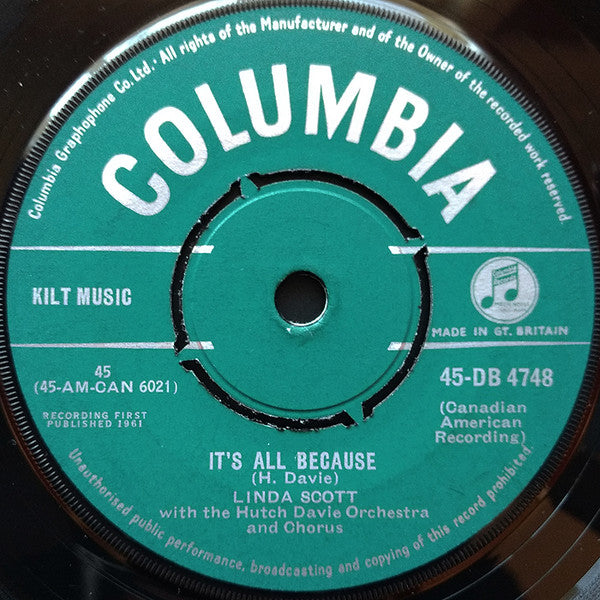 Columbia Graphophone Co. Ltd. · All rights of the Manufacturer and of the Owner of the recorded work reserved.
COLUMBIA
KILT MUSIC
MADE IN GT. BRITAIN
45
(45-AM-CAN 6021)
45-DB 4748
RECORDING FIRST
PUBLISHED 1961
(Canadian
American
Recording)
IT'S ALL BECAUSE
(H. Davie)
LINDA SCOTT
with the Hutch Davie Orchestra
and Chorus
Unauthorised public performance, broadcasting and copying of this record prohibited.